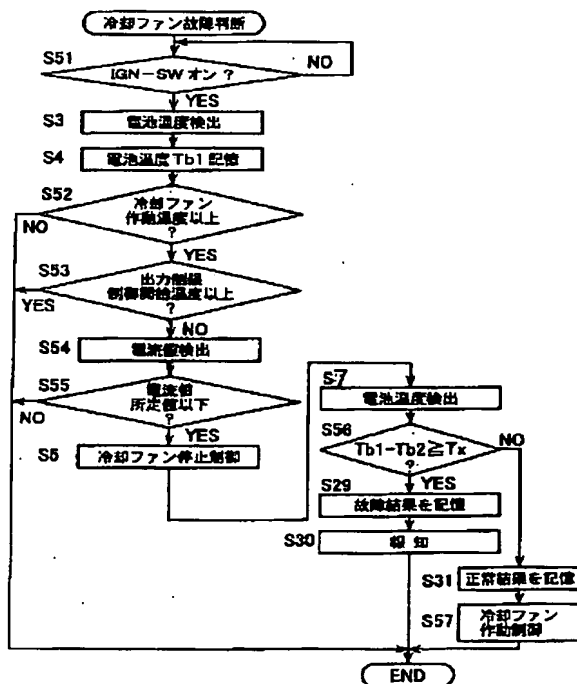 冷却ファン故障判断
S51
IGN－SW オン ?
NO
YES
S3
電池温度検出
S4
電池温度 Tb1 記憶
S52
冷却ファン
作動温度以上
?
NO
YES
S53
出力制限
制御開始温度以上
?
YES
NO
S54
電流値検出
S55
電流値
所定値以下
?
NO
YES
S5
冷却ファン停止制御
S7
電池温度検出
S56
Tb1-Tb2≧Tx
?
NO
YES
S29
故障結果を記憶
S30
報知
S31
正常結果を記憶
S57
冷却ファン
作動制御
END